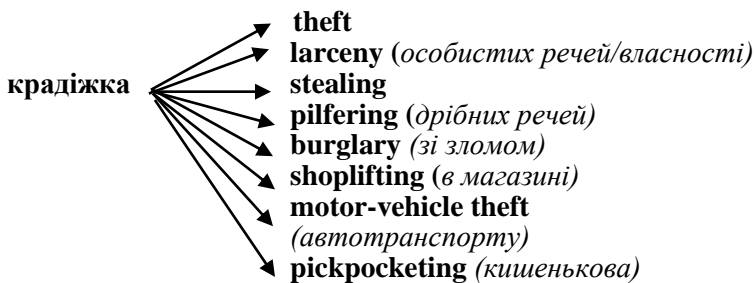 theft
larceny (особистих речей/власності)
крадіжка
stealing
pilfering (дрібних речей)
burglary (зі зломом)
shoplifting (в магазині)
motor-vehicle theft
(автотранспорту)
pickpocketing (кишенькова)